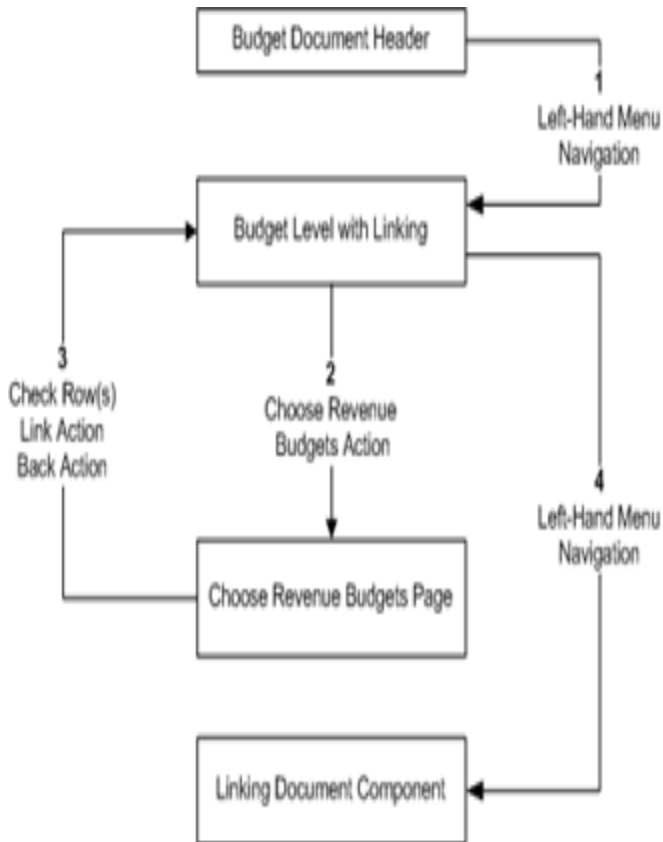 Budget Document Header
1
Left-Hand Menu
Navigation
Budget Level with Linking
3
Check Row(s)
Link Action
Back Action
2
Choose Revenue
Budgets Action
4
Left-Hand Menu
Navigation
Choose Revenue Budgets Page
Linking Document Component